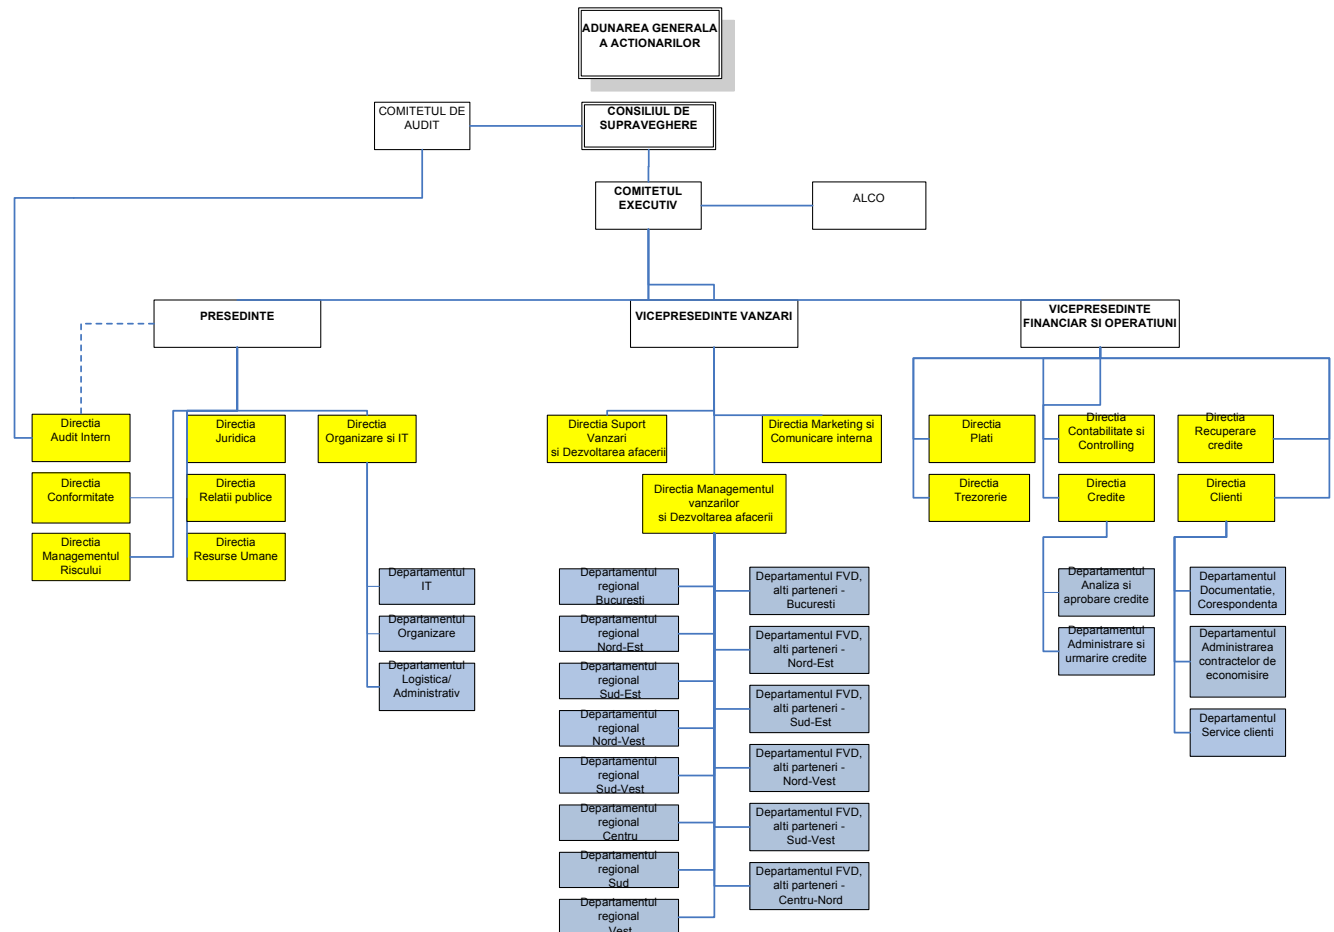 ADUNAREA GENERALA
A ACTIONARILOR
COMITETUL DE
AUDIT
CONSILIUL DE
SUPRAVEGHERE
COMITETUL
EXECUTIV
ALCO
PRESEDINTE
VICEPRESEDINTE VANZARI
VICEPRESEDINTE
FINANCIAR SI OPERATIUNI
Directia
Audit Intern
Directia
Juridica
Directia
Organizare si IT
Directia
Conformitate
Directia
Relatii publice
Directia
Managementul
Riscului
Directia
Resurse Umane
Departamentul
IT
Departamentul
Organizare
Departamentul
Logistica/
Administrativ
Directia Suport
Vanzari
si Dezvoltarea afacerii
Directia Marketing si
Comunicare interna
Directia Managementul
vanzarilor
si Dezvoltarea afacerii
Departamentul
regional
Bucuresti
Departamentul
regional
Nord-Est
Departamentul
regional
Sud-Est
Departamentul
regional
Nord-Vest
Departamentul
regional
Sud-Vest
Departamentul
regional
Centru
Departamentul
regional
Sud
Departamentul
regional
Vest
Departamentul FVD,
alti parteneri -
Bucuresti
Departamentul FVD,
alti parteneri -
Nord-Est
Departamentul FVD,
alti parteneri -
Sud-Est
Departamentul FVD,
alti parteneri -
Nord-Vest
Departamentul FVD,
alti parteneri -
Sud-Vest
Departamentul FVD,
alti parteneri -
Centru-Nord
Directia
Plati
Directia
Contabilitate si
Controlling
Directia
Recuperare
credite
Directia
Trezorerie
Directia
Credite
Directia
Clienti
Departamentul
Analiza si
aprobare credite
Departamentul
Administrare si
urmarire credite
Departamentul
Documentatie,
Corespondenta
Departamentul
Administrarea
contractelor de
economisire
Departamentul
Service clienti